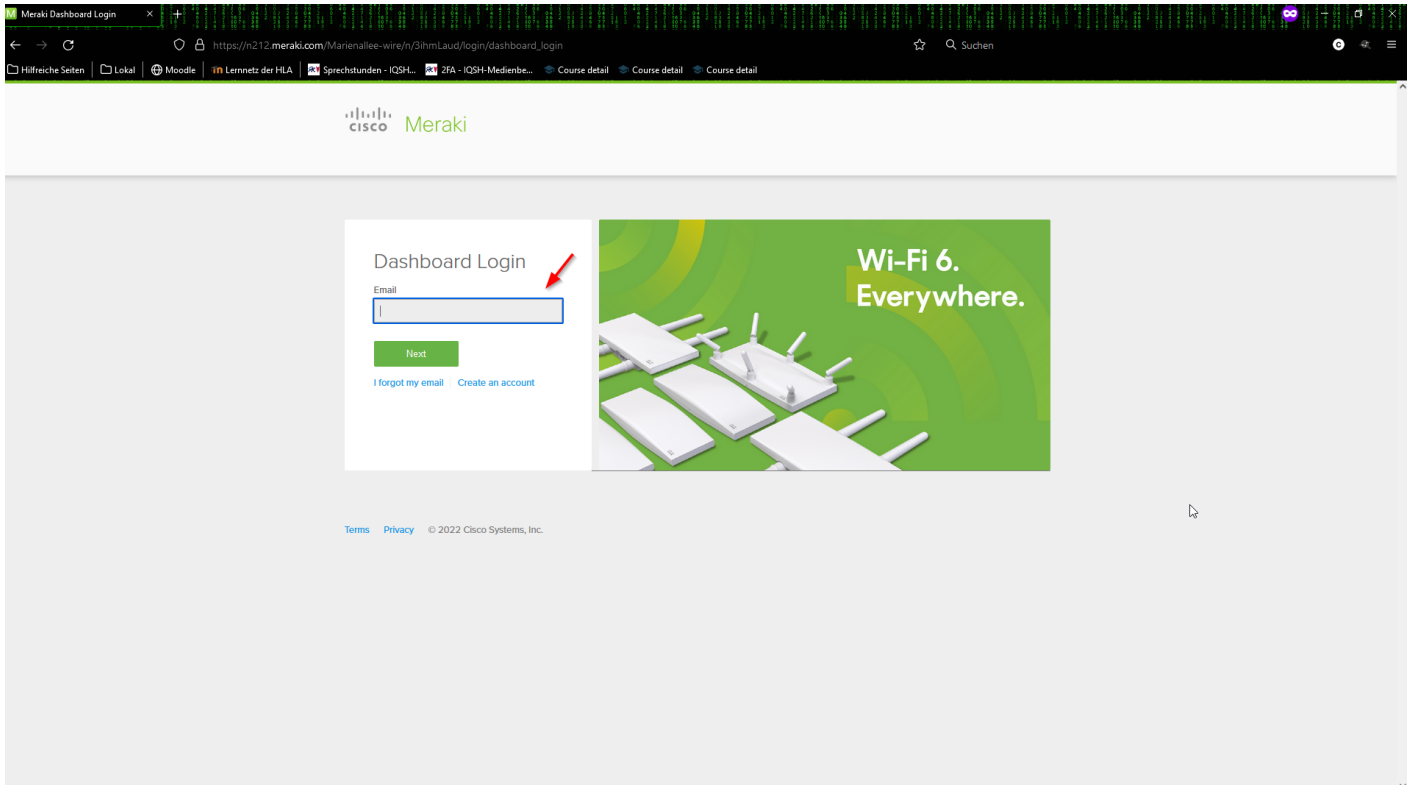 Meraki Dashboard Login
https://n212.meraki.com/Marienallee-wire/n/3ihmLaud/login/dashboard_login
Suchen
Hilfreiche Seiten Lokal Moodle Lernnetz der HLA Sprechstunden - IQSH... 2FA - IQSH-Medienbe... Course detail Course detail Course detail
cisco Meraki
Dashboard Login
Email
Next
I forgot my email Create an account
Wi-Fi 6.
Everywhere.
Terms Privacy © 2022 Cisco Systems, Inc.